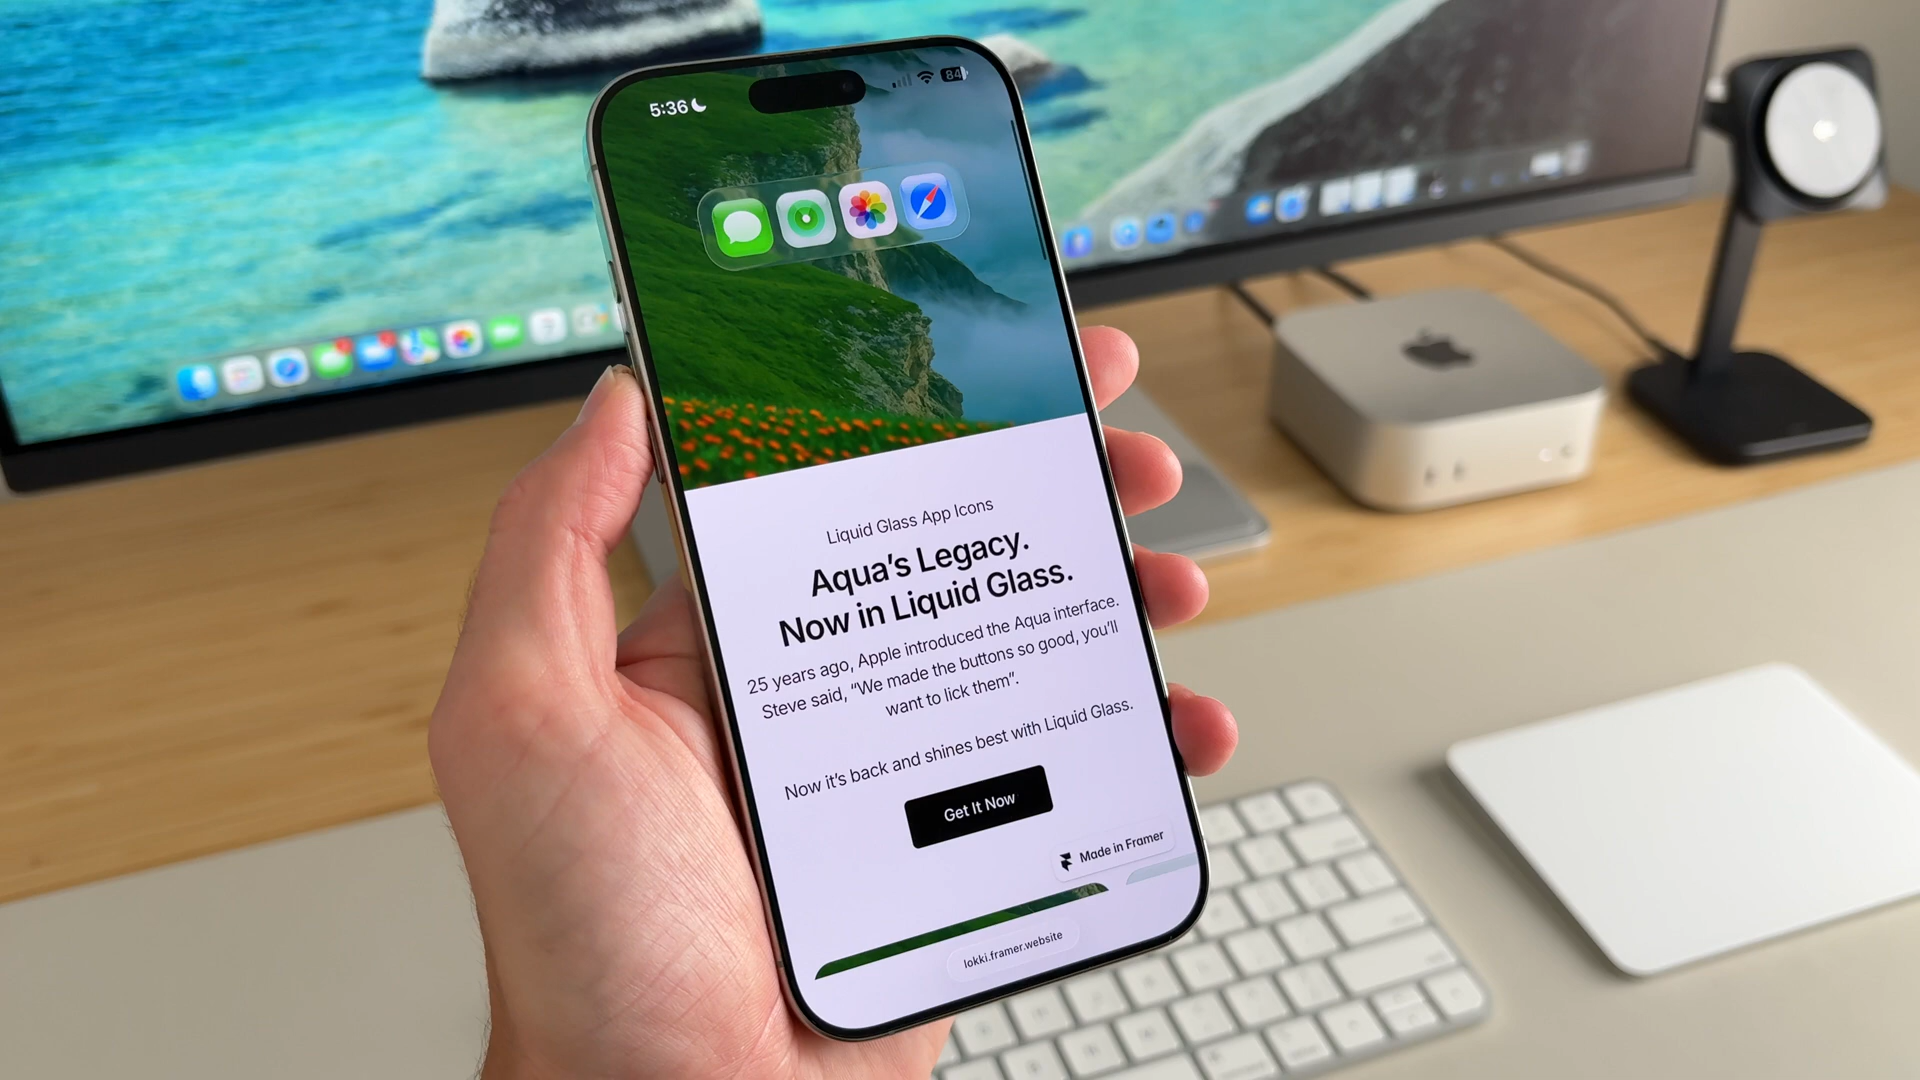 5:36
84
Liquid Glass App Icons
Aqua's Legacy.
Now in Liquid Glass.
25 years ago, Apple introduced the Aqua interface.
Steve said, “We made the buttons so good, you'll
want to lick them”.
Now it's back and shines best with Liquid Glass.
Get It Now
Made in Framer
lokki.framer.website